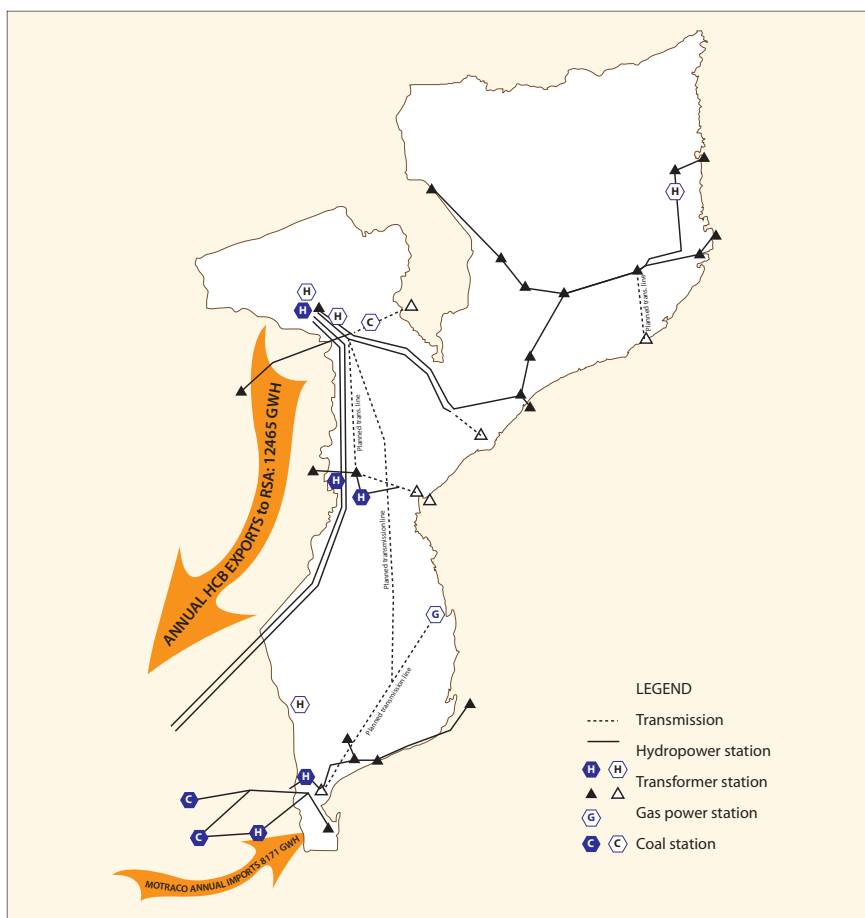 H
H
H
H
C
Planned trans. line
ANNUAL HCB EXPORTS to RSA: 12465 GWH
Planned trans. line
H
H
Planned transmission line
G
Planned transmission line
H
H
C
C
H
MOTRACO ANNUAL IMPORTS 8171 GWH
LEGEND
Transmission
Hydropower station
H H Transformer station
G Gas power station
C C Coal station